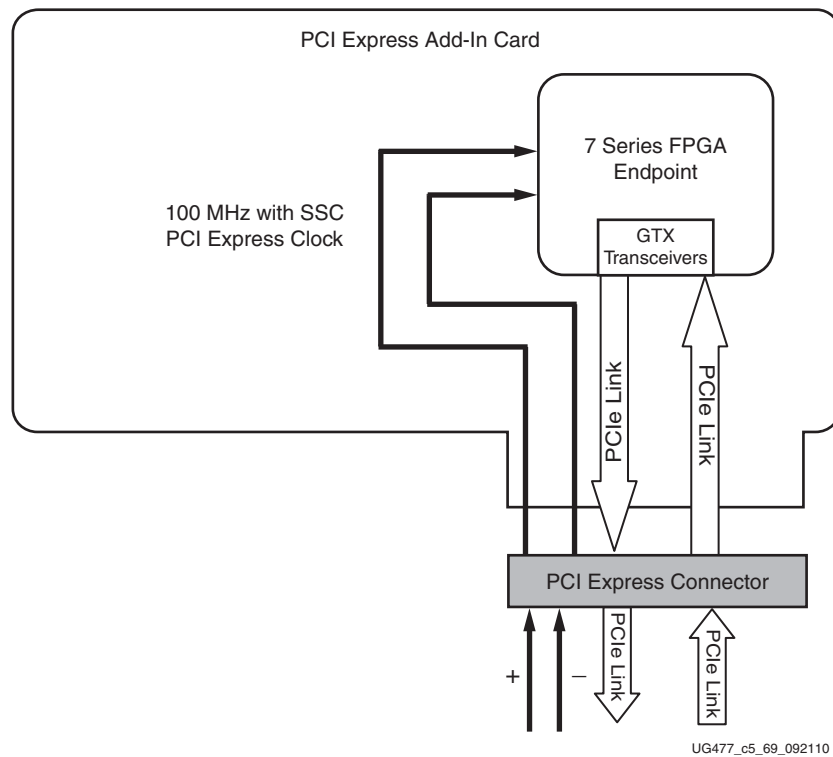 PCI Express Add-In Card
7 Series FPGA
Endpoint
100 MHz with SSC
PCI Express Clock
GTX
Transceivers
PCIe Link
PCIe Link
PCI Express Connector
+
−
PCIe Link
PCIe Link
UG477_c5_69_092110